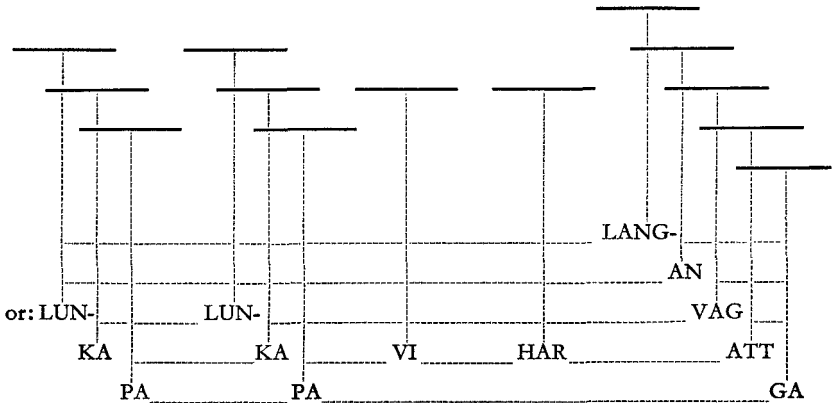 LANG-
AN
or: LUN- LUN- VAG
KA KA VI HAR ATT
PA PA GA